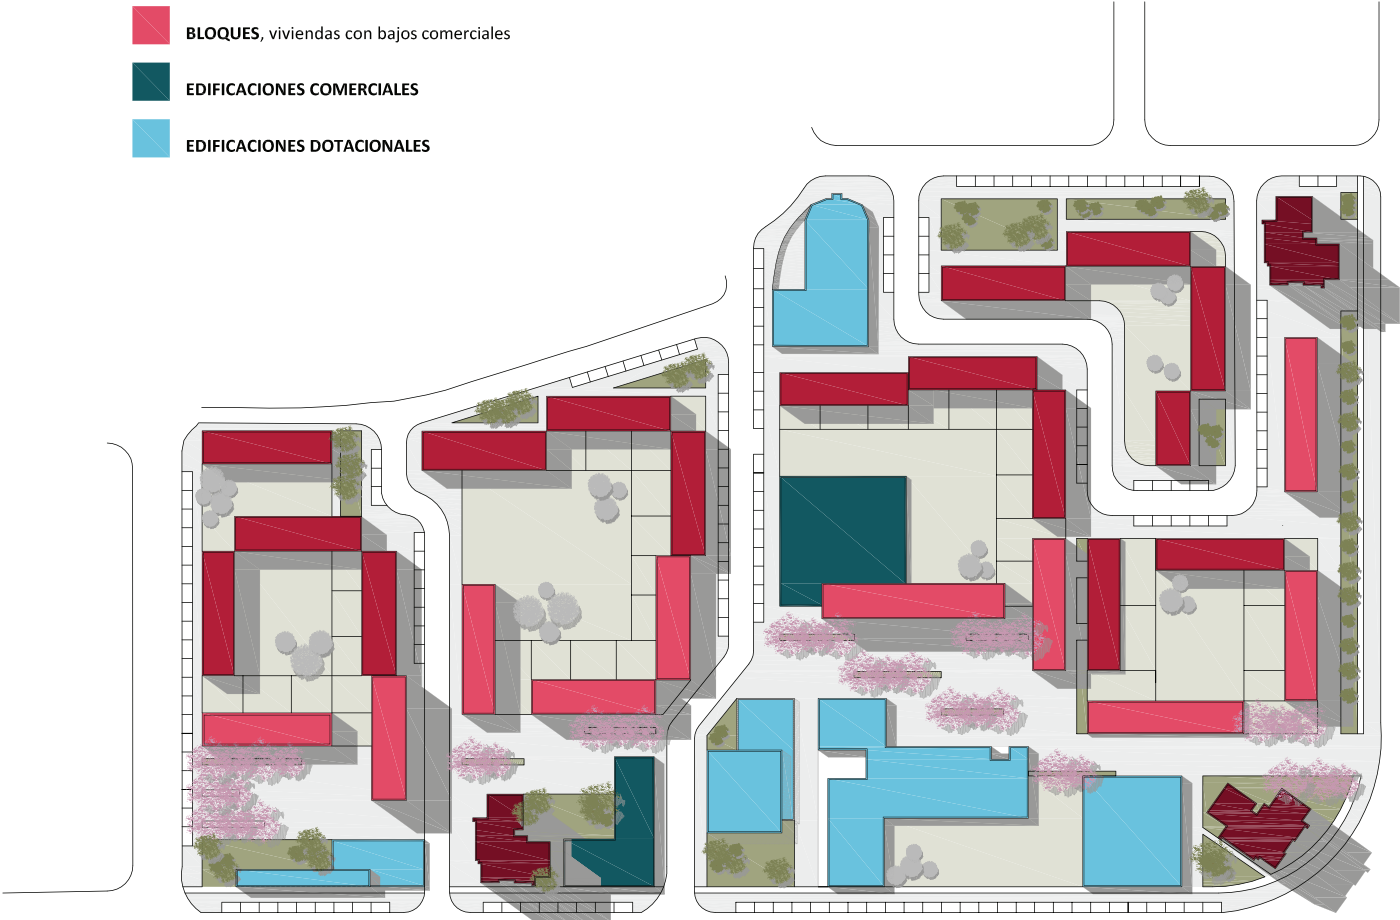 BLOQUES, viviendas con bajos comerciales
EDIFICACIONES COMERCIALES
EDIFICACIONES DOTACIONALES